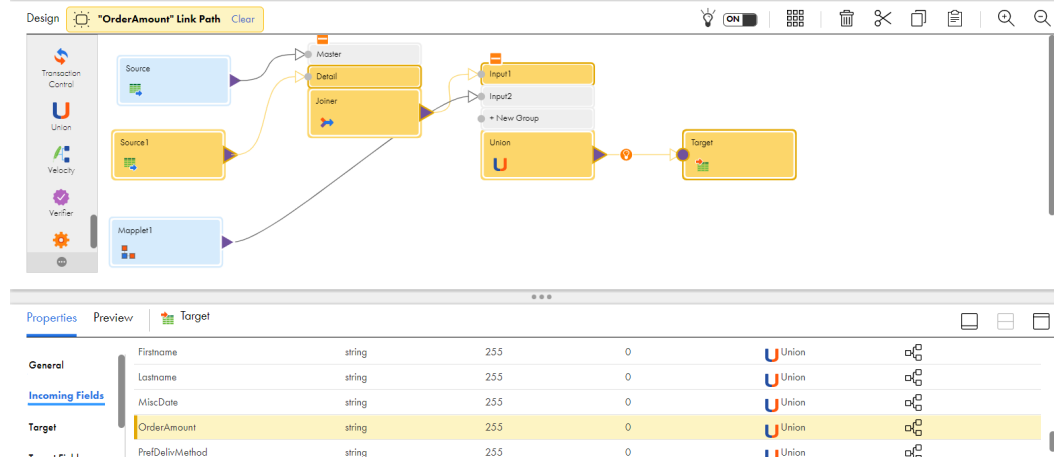 Design "OrderAmount" Link Path Clear ON
Transaction
Control
Union
Velocity
Verifier
Source
Source1
Mapplet1
Master
Detail
Joiner
Input1
Input2
+ New Group
Union
Target
Properties Preview Target
General
Incoming Fields
Target
Firstname string 255 0 Union
Lastname string 255 0 Union
MiscDate string 255 0 Union
OrderAmount string 255 0 Union
PrefDelivMethod string 255 0 Union